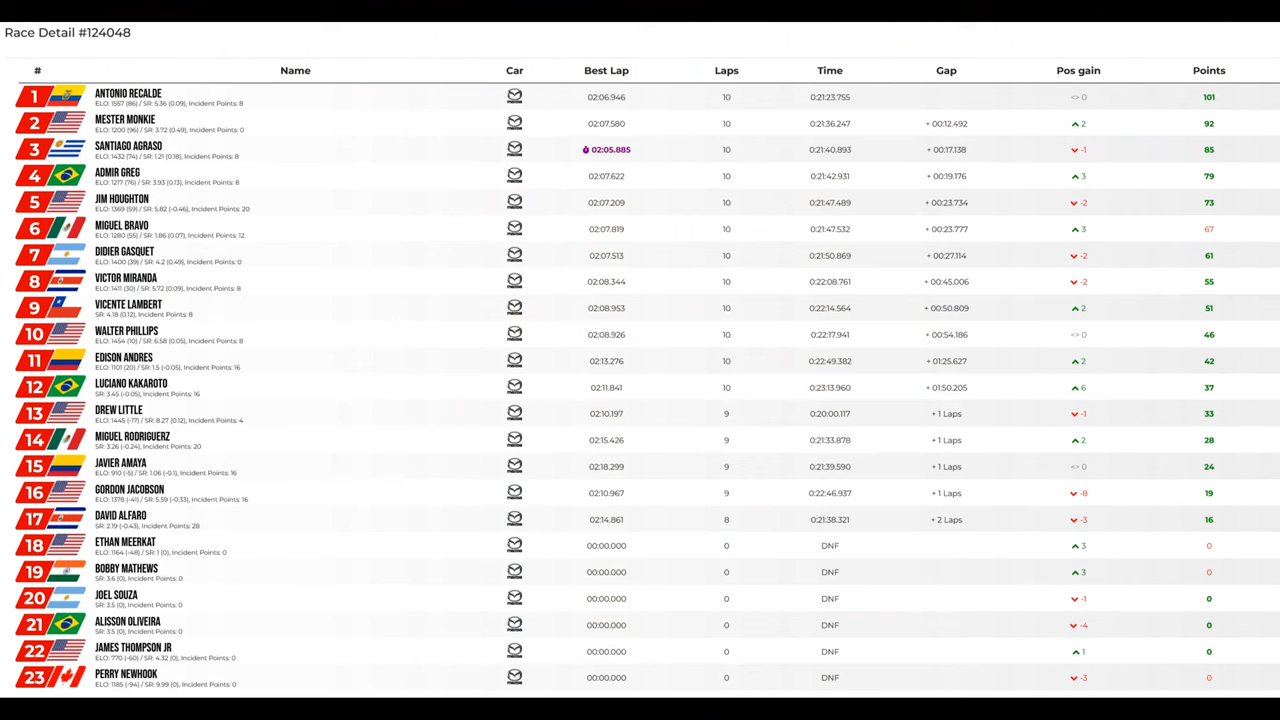 Race Detail #124048
# Name Car Best Lap Laps Time Gap Pos gain Points
1 ANTONIO RECALDE 02:06.946 10 0:21:23.755 <> 0 101
ELO: 1557 (86) / SR: 5.36 (0.09), Incident Points: 8
2 MESTER MONKIE 02:07.580 10 0:21:36.247 + 00:12.492 2 92
ELO: 1200 (96) / SR: 3.72 (0.49), Incident Points: 0
3 SANTIAGO AGRASO 02:05.885 10 0:21:40.893 + 00:17.138 -1 85
ELO: 1432 (74) / SR: 1.21 (0.18), Incident Points: 8
4 ADMIR GREG 02:07.622 10 0:21:42.931 + 00:19.176 3 79
ELO: 1217 (76) / SR: 3.93 (0.13), Incident Points: 8
5 JIM HOUGHTON 02:07.209 10 0:21:47.489 + 00:23.734 -2 73
ELO: 1369 (59) / SR: 5.82 (-0.46), Incident Points: 20
6 MIGUEL BRAVO 02:07.819 10 0:21:47.532 + 00:23.777 3 67
ELO: 1280 (55) / SR: 1.86 (0.07), Incident Points: 12
7 DIDIER GASQUET 02:07.513 10 0:21:50.869 + 00:27.114 -2 61
ELO: 1400 (39) / SR: 4.2 (0.49), Incident Points: 0
8 VICTOR MIRANDA 02:08.344 10 0:22:08.761 + 00:45.006 -2 55
ELO: 1411 (30) / SR: 5.72 (0.09), Incident Points: 8
9 VICENTE LAMBERT 02:08.953 10 0:22:14.564 + 00:50.809 2 51
SR: 4.18 (0.12), Incident Points: 8
10 WALTER PHILLIPS 02:08.926 10 0:22:17.941 + 00:54.186 <> 0 46
ELO: 1454 (10) / SR: 6.58 (0.05), Incident Points: 8
11 EDISON ANDRES 02:13.276 10 0:22:49.382 + 01:25.627 2 42
ELO: 1101 (20) / SR: 1.5 (-0.05), Incident Points: 16
12 LUCIANO KAKAROTO 02:11.841 10 0:23:13.960 + 01:50.205 6 37
SR: 3.45 (-0.05), Incident Points: 16
13 DREW LITTLE 02:10.197 9 0:20:00.117 + 1 Laps -1 33
ELO: 1445 (-17) / SR: 8.27 (0.12), Incident Points: 4
14 MIGUEL RODRIGUERZ 02:15.426 9 0:21:33.878 + 1 Laps 2 28
SR: 3.26 (-0.24), Incident Points: 20
15 JAVIER AMAYA 02:18.299 9 0:21:39.590 + 1 Laps <> 0 24
ELO: 910 (-5) / SR: 1.06 (-0.1), Incident Points: 16
16 GORDON JACOBSON 02:10.967 9 0:22:46.937 + 1 Laps -8 19
ELO: 1378 (-41) / SR: 5.59 (-0.33), Incident Points: 16
17 DAVID ALFARO 02:14.861 8 0:21:38.321 + 2 Laps -3 16
SR: 2.19 (-0.43), Incident Points: 28
18 ETHAN MEERKAT 00:00.000 0 DNF 3 0
ELO: 1164 (-48) / SR: 1 (0), Incident Points: 0
19 BOBBY MATHEWS 00:00.000 0 DNF 3 0
SR: 3.6 (0), Incident Points: 0
20 JOEL SOUZA 00:00.000 0 DNF -1 0
SR: 3.5 (0), Incident Points: 0
21 ALISSON OLIVEIRA 00:00.000 0 DNF -4 0
SR: 3.5 (0), Incident Points: 0
22 JAMES THOMPSON JR 00:00.000 0 DNF 1 0
ELO: 770 (-60) / SR: 4.32 (0), Incident Points: 0
23 PERRY NEWHOOK 00:00.000 0 DNF -3 0
ELO: 1185 (-94) / SR: 9.99 (0), Incident Points: 0